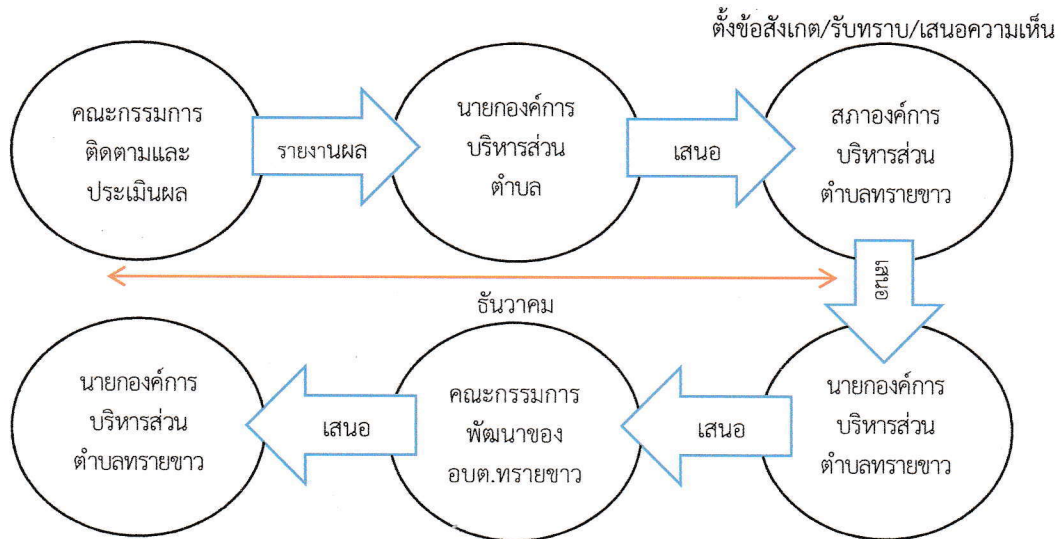 ตั้งข้อสังเกต/รับทราบ/เสนอความเห็น
คณะกรรมการ
ติดตามและ
ประเมินผล
รายงานผล
นายกองค์การ
บริหารส่วน
ตำบล
เสนอ
สภาองค์การ
บริหารส่วน
ตำบลทรายขาว
เสนอ
ธันวาคม
นายกองค์การ
บริหารส่วน
ตำบลทรายขาว
เสนอ
คณะกรรมการ
พัฒนาของ
อบต.ทรายขาว
เสนอ
นายกองค์การ
บริหารส่วน
ตำบลทรายขาว